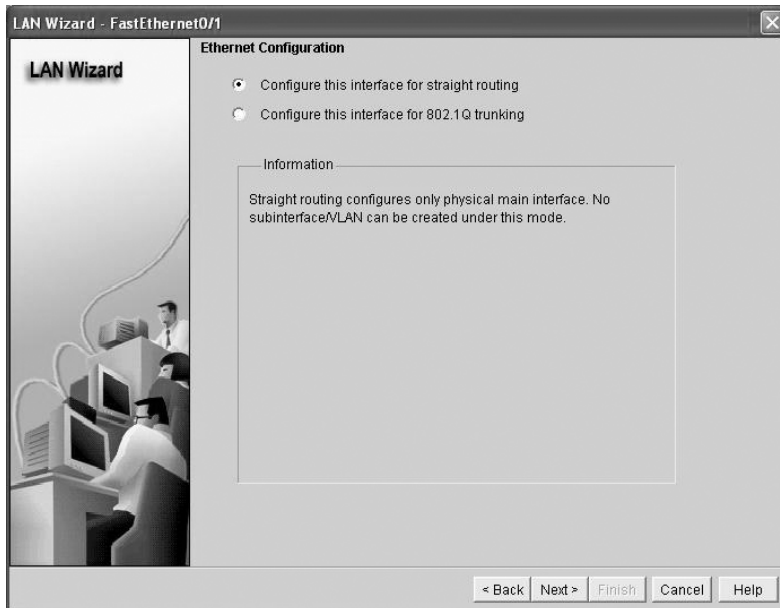 LAN Wizard - FastEthernet0/1
LAN Wizard
Ethernet Configuration
Configure this interface for straight routing
Configure this interface for 802.1Q trunking
Information
Straight routing configures only physical main interface. No
subinterface/VLAN can be created under this mode.
< Back
Next >
Finish
Cancel
Help